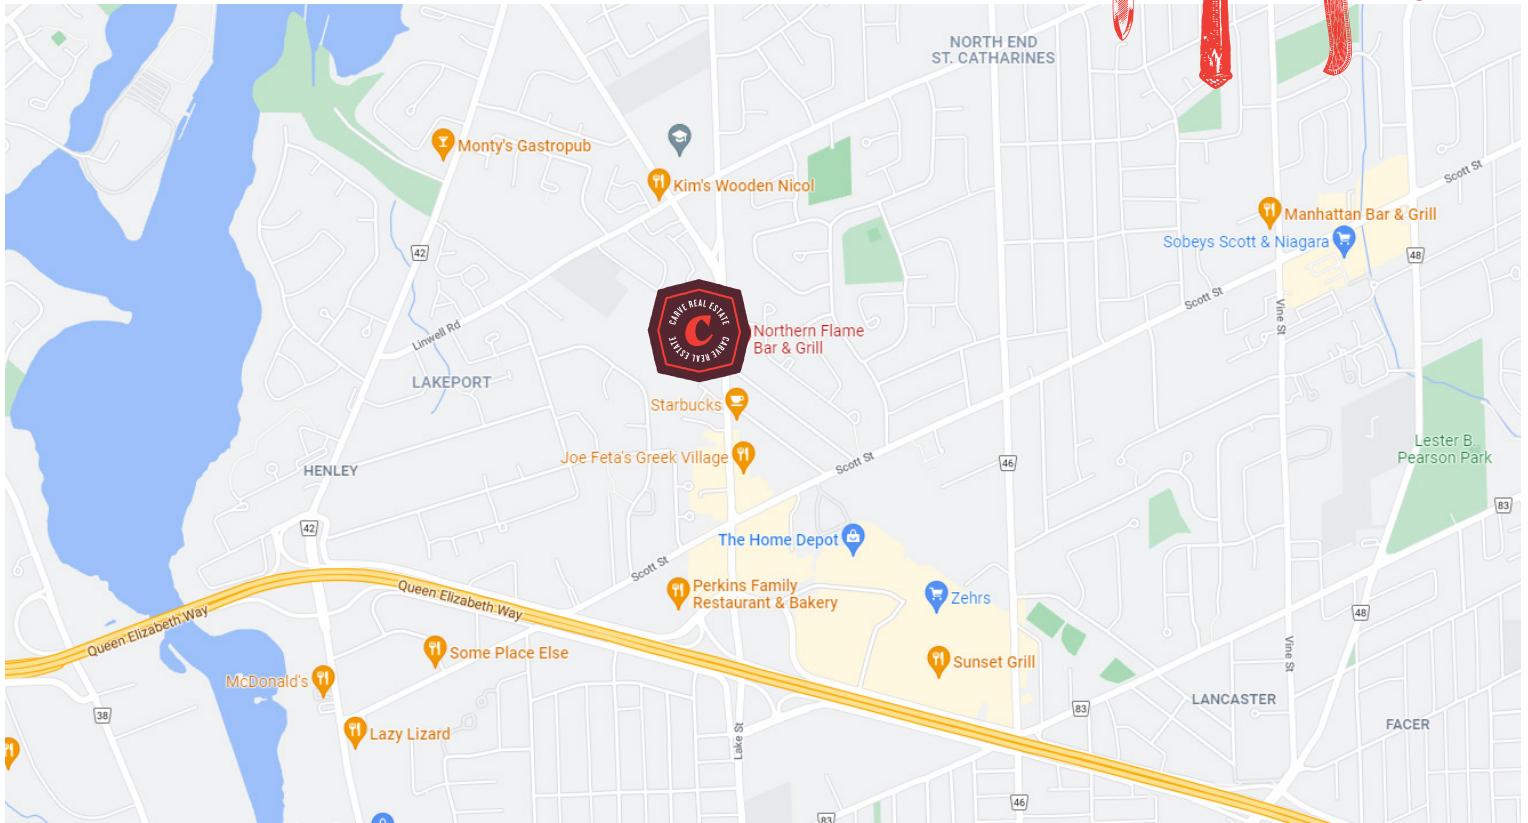 NORTH END
ST. CATHARINES
Monty's Gastropub
Kim's Wooden Nicol
Scott St
Manhattan Bar & Grill
Sobeys Scott & Niagara
42
48
Scott St
Vine St
Linwell Rd
CARVE REAL ESTATE
C
CARVE REAL ESTATE
Northern Flame
Bar & Grill
LAKEPORT
Starbucks
Joe Feta's Greek Village
Scott St
46
Lester B.
Pearson Park
HENLEY
83
42
The Home Depot
Scott St
Queen Elizabeth Way
Queen Elizabeth Way
Perkins Family
Restaurant & Bakery
Zehrs
48
Vine St
Some Place Else
Sunset Grill
McDonald's
LANCASTER
83
38
FACER
Lazy Lizard
Lake St
46
83